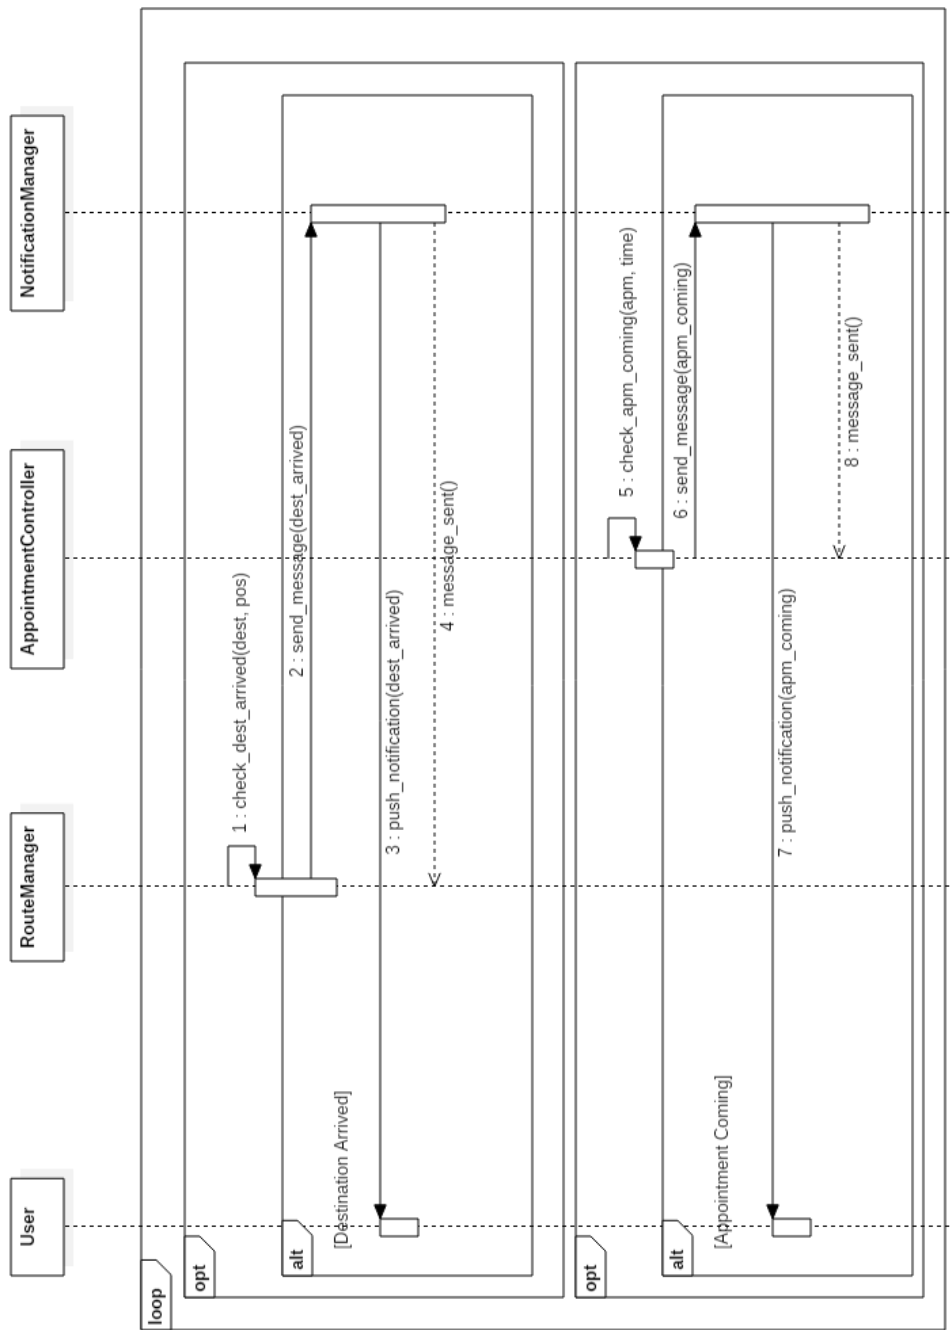 User
RouteManager
AppointmentController
NotificationManager
loop
opt
1 : check_dest_arrived(dest, pos)
alt
2 : send_message(dest_arrived)
[Destination Arrived]
3 : push_notification(dest_arrived)
4 : message_sent()
opt
5 : check_apm_coming(apm, time)
alt
6 : send_message(apm_coming)
[Appointment Coming]
7 : push_notification(apm_coming)
8 : message_sent()